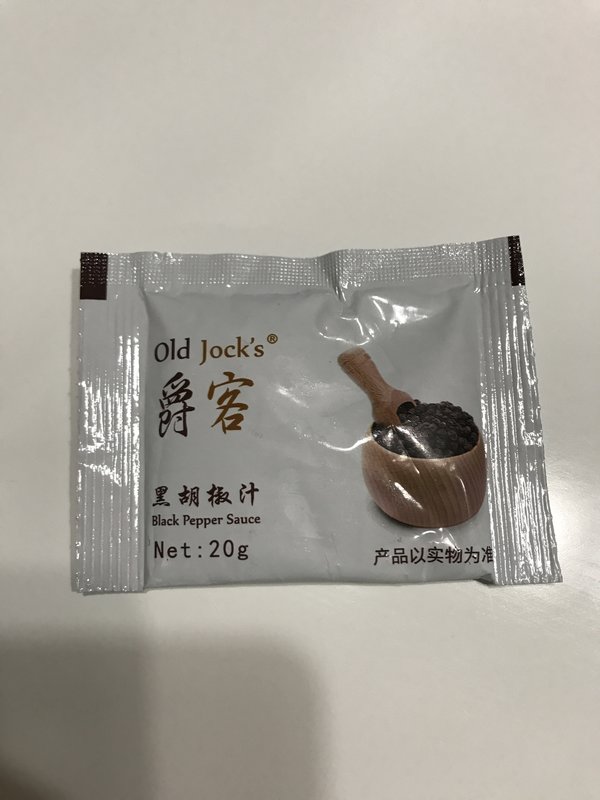 Old Jock's®
爵客
黑胡椒汁
Black Pepper Sauce
Net:20g
产品以实物为准